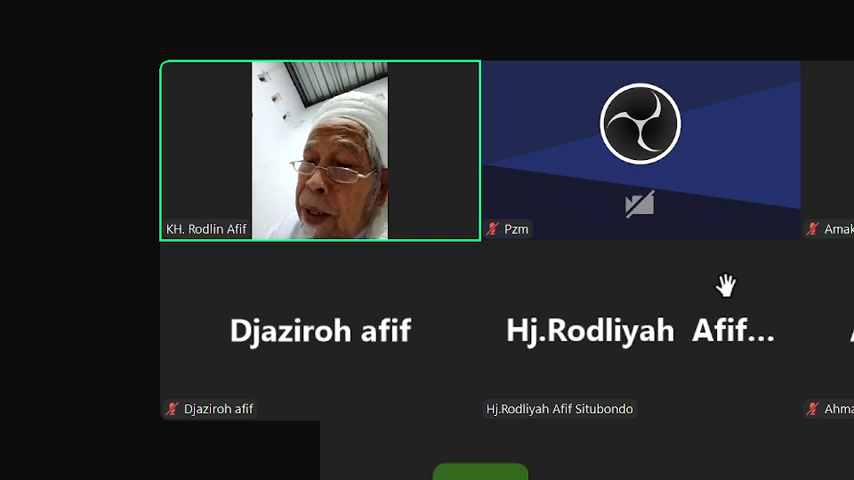 KH. Rodlin Afif
Pzm
Amak
Djaziroh afif
Hj.Rodliyah Afif...
Djaziroh afif
Hj.Rodliyah Afif Situbondo
Ahma